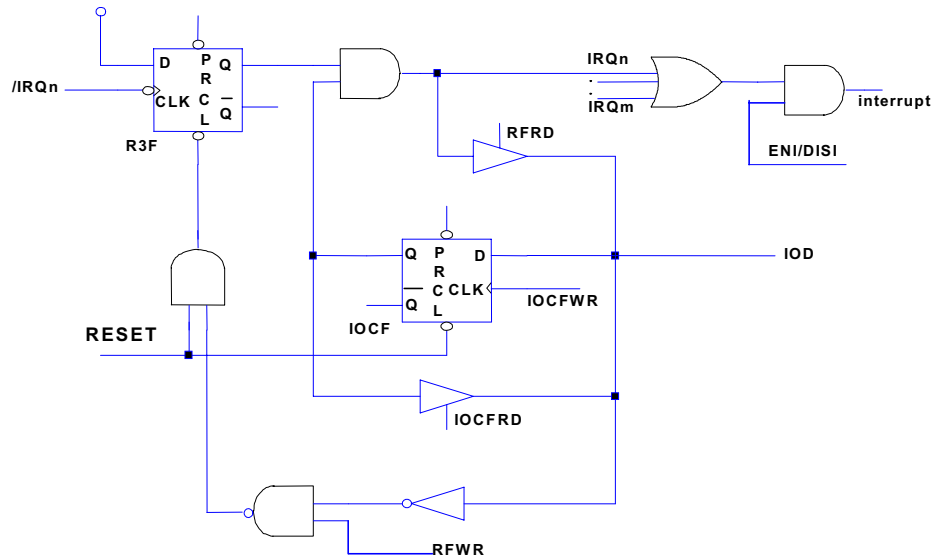 D P Q
R
/IRQn
CLK C Q
L
R3F
IRQn
:
IRQm
interrupt
RFRD
ENI/DISI
Q P D
R
C CLK
Q
L
IOCFWR
IOD
IOCF
RESET
IOCFRD
RFWR